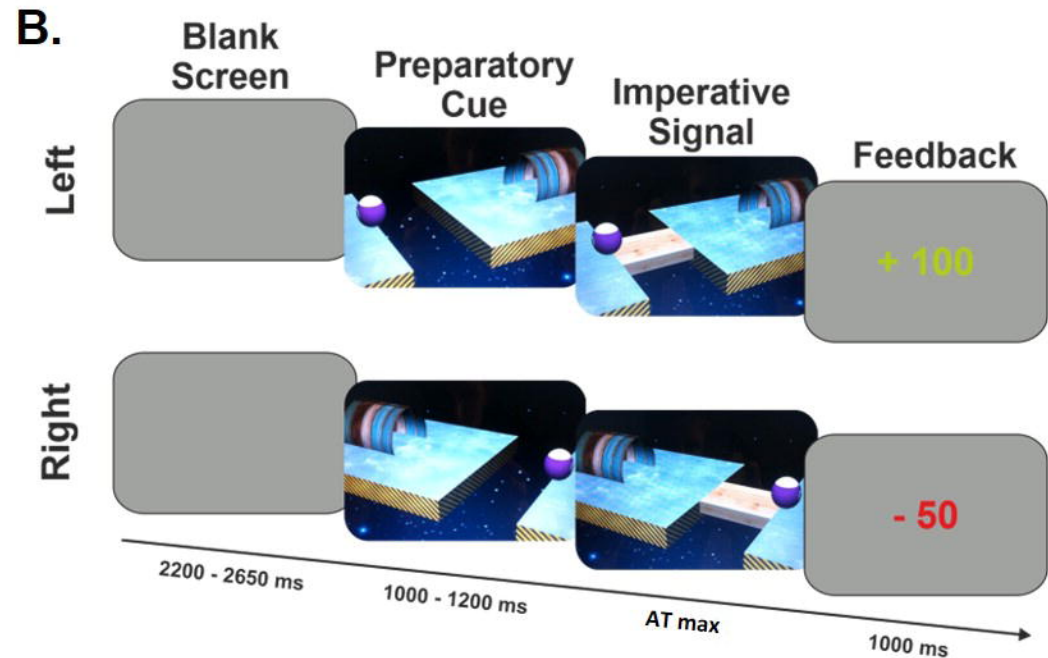 B.
Blank
Screen
Preparatory
Cue
Imperative
Signal
Feedback
Left
+ 100
Right
- 50
2200 - 2650 ms
1000 - 1200 ms
AT max
1000 ms